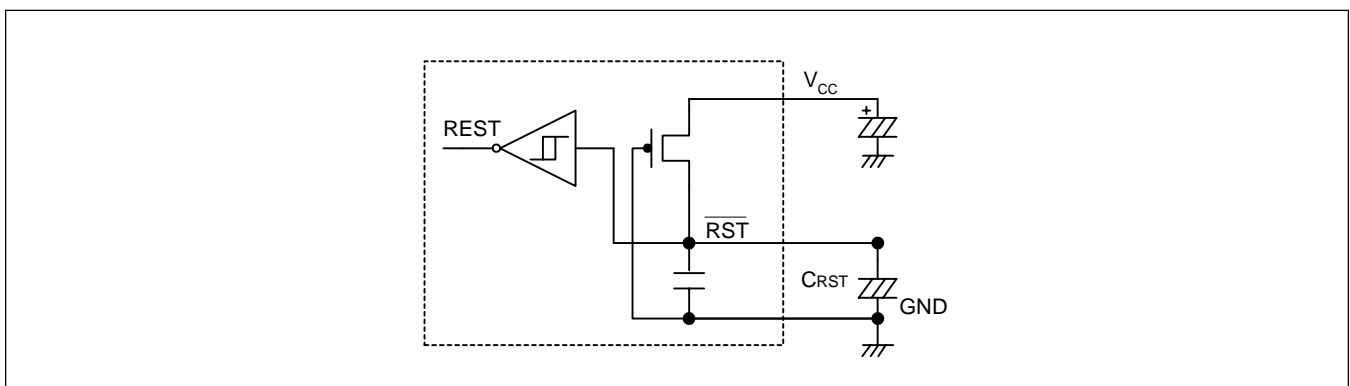 V_CC
+
REST
RST
CRST
GND